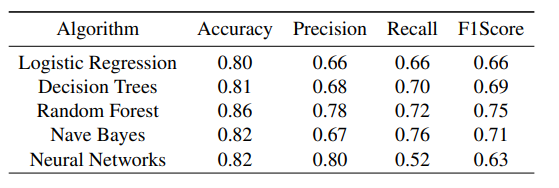 Algorithm Accuracy Precision Recall F1Score
Logistic Regression 0.80 0.66 0.66 0.66
Decision Trees 0.81 0.68 0.70 0.69
Random Forest 0.86 0.78 0.72 0.75
Nave Bayes 0.82 0.67 0.76 0.71
Neural Networks 0.82 0.80 0.52 0.63